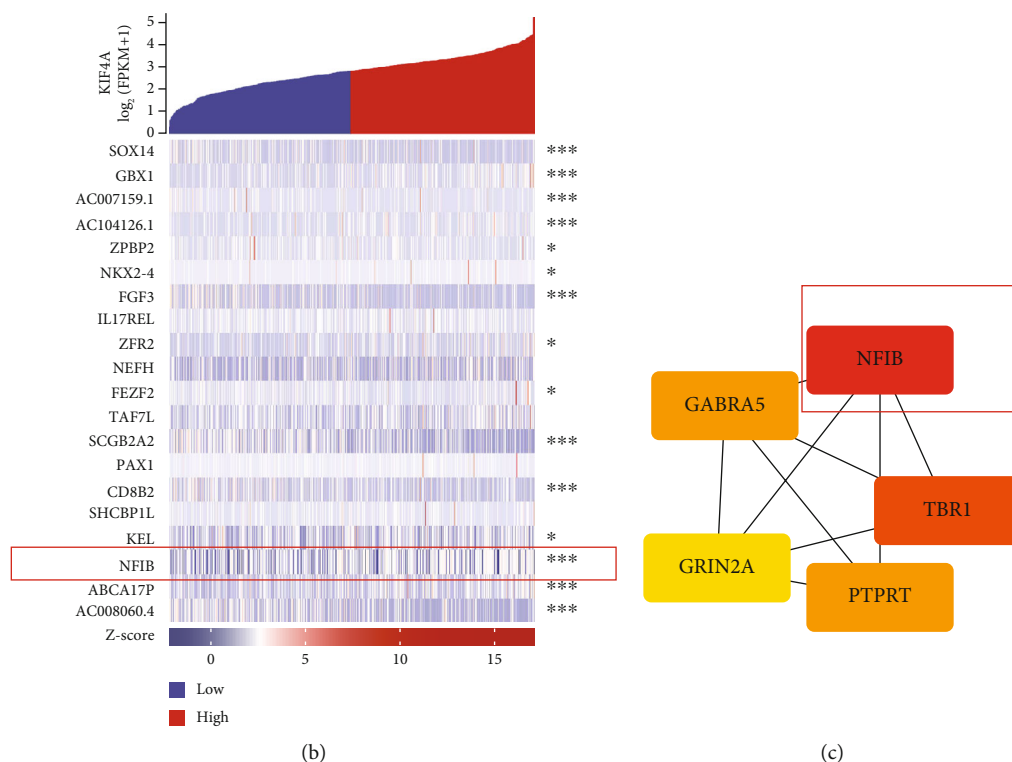 5
4
3
2
1
0
KIF4A
log2 (FPKM+1)
SOX14 ***
GBX1 ***
AC007159.1 ***
AC104126.1 ***
ZPBP2 *
NKX2-4 *
FGF3 ***
IL17REL
ZFR2 *
NEFH
FEZF2 *
TAF7L
SCGB2A2 ***
PAX1
CD8B2 ***
SHCBP1L
KEL *
NFIB ***
ABCA17P ***
AC008060.4 ***
Z-score
0 5 10 15
Low
High
(b)
NFIB
GABRA5
TBR1
GRIN2A
PTPRT
(c)